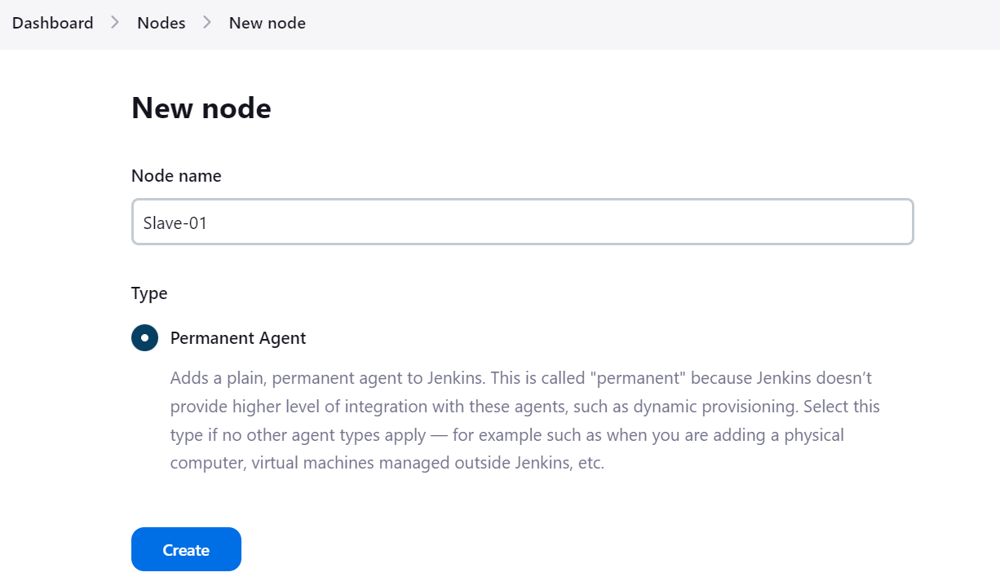 Dashboard > Nodes > New node
New node
Node name
Slave-01
Type
Permanent Agent
Adds a plain, permanent agent to Jenkins. This is called "permanent" because Jenkins doesn’t
provide higher level of integration with these agents, such as dynamic provisioning. Select this
type if no other agent types apply — for example such as when you are adding a physical
computer, virtual machines managed outside Jenkins, etc.
Create